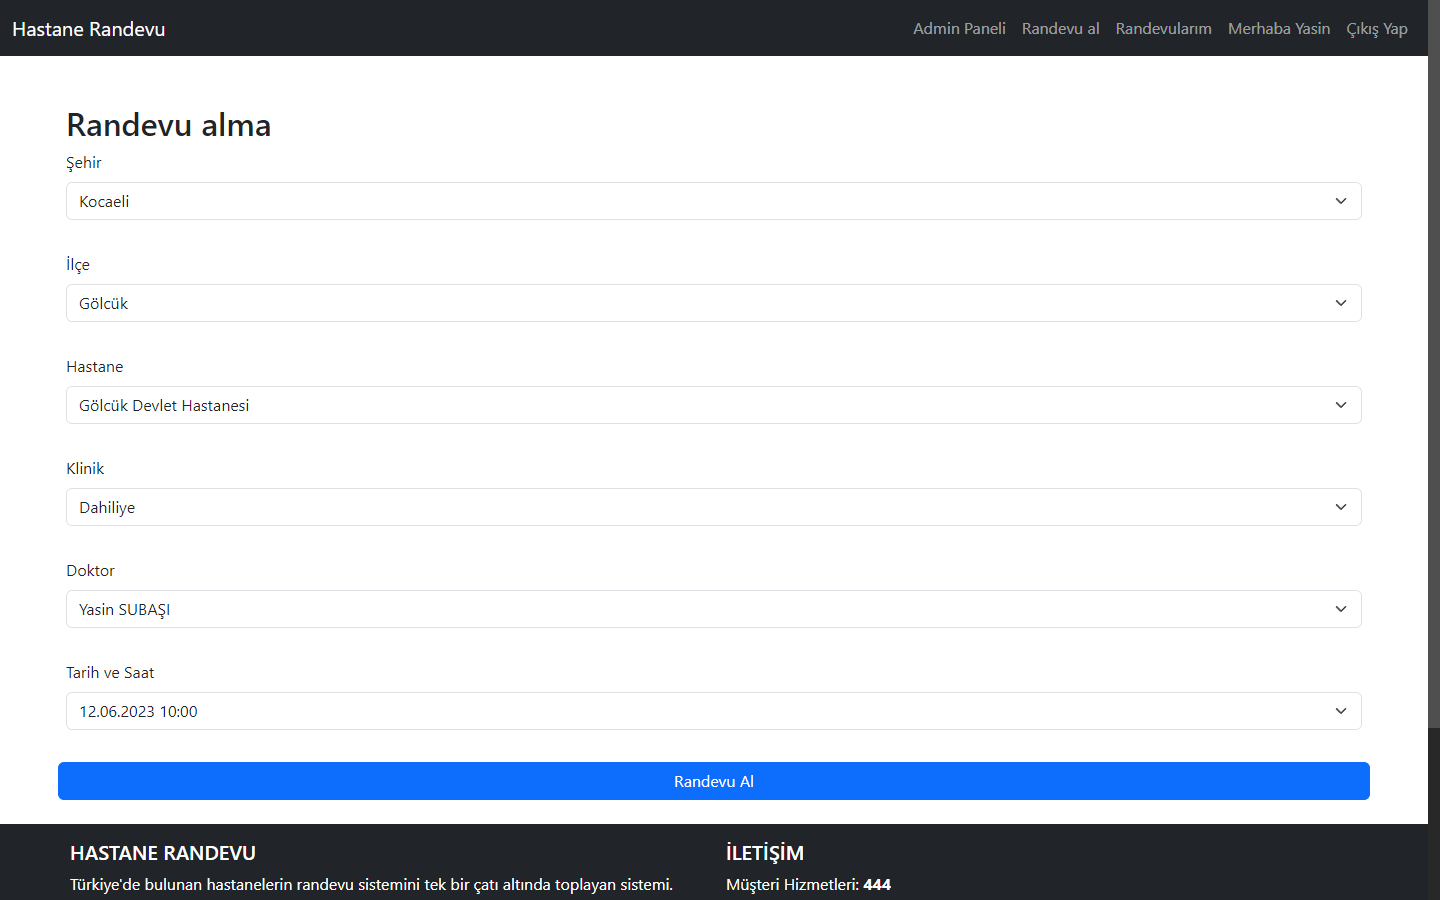 Hastane Randevu
Admin Paneli Randevu al Randevularım Merhaba Yasin Çıkış Yap
Randevu alma
Şehir
Kocaeli
İlçe
Gölcük
Hastane
Gölcük Devlet Hastanesi
Klinik
Dahiliye
Doktor
Yasin SUBAŞI
Tarih ve Saat
12.06.2023 10:00
Randevu Al
HASTANE RANDEVU
Türkiye'de bulunan hastanelerin randevu sistemini tek bir çatı altında toplayan sistemi.
İLETİŞİM
Müşteri Hizmetleri: 444